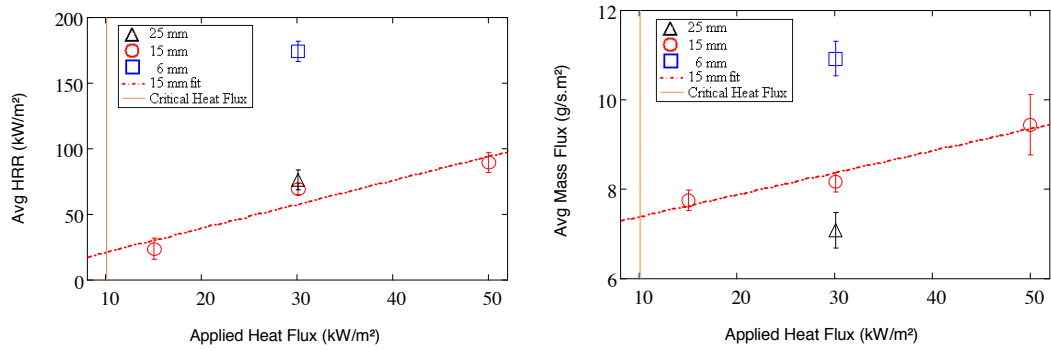 200
150
100
50
0
Avg HRR (kW/m²)
25 mm
15 mm
6 mm
15 mm fit
Critical Heat Flux
10
20
30
40
50
Applied Heat Flux (kW/m²)
12
10
8
6
Avg Mass Flux (g/s.m²)
25 mm
15 mm
6 mm
15 mm fit
Critical Heat Flux
10
20
30
40
50
Applied Heat Flux (kW/m²)